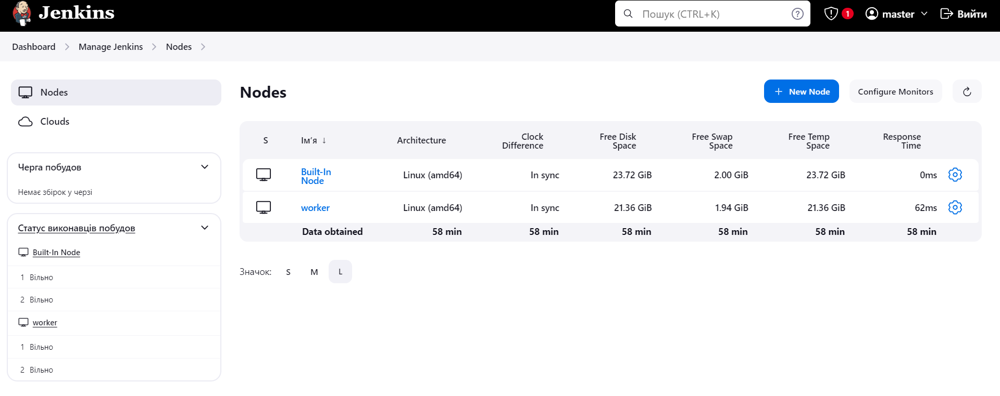 Jenkins
Пошук (CTRL+K)
1
master
Вийти
Dashboard
Manage Jenkins
Nodes
Nodes
Clouds
Черга побудов
Немає збірок у черзі
Статус виконавців побудов
Built-In Node
1 Вільно
2 Вільно
worker
1 Вільно
2 Вільно
Nodes
+ New Node
Configure Monitors
S Ім’я ↓ Architecture Clock Difference Free Disk Space Free Swap Space Free Temp Space Response Time
Built-In Node Linux (amd64) In sync 23.72 GiB 2.00 GiB 23.72 GiB 0ms
worker Linux (amd64) In sync 21.36 GiB 1.94 GiB 21.36 GiB 62ms
Data obtained 58 min 58 min 58 min 58 min 58 min 58 min
Значок: S M L